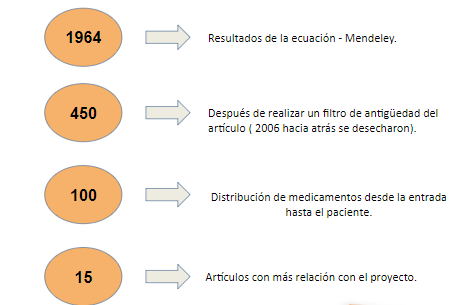 1964
Resultados de la ecuación - Mendeley.
450
Después de realizar un filtro de antigüedad del
artículo ( 2006 hacia atrás se desecharon).
100
Distribución de medicamentos desde la entrada
hasta el paciente.
15
Artículos con más relación con el proyecto.